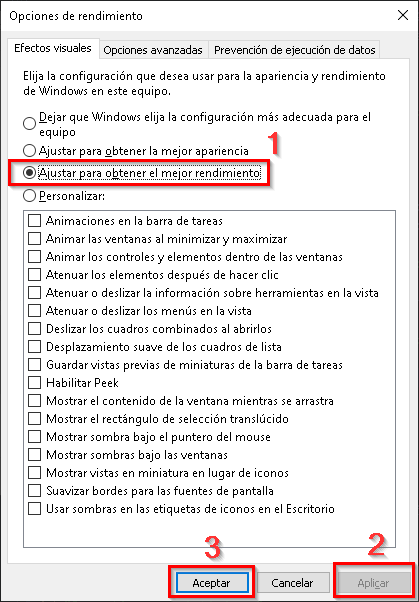 Opciones de rendimiento
Efectos visuales
Opciones avanzadas
Prevención de ejecución de datos
Elija la configuración que desea usar para la apariencia y rendimiento
de Windows en este equipo.
Dejar que Windows elija la configuración más adecuada para el
equipo
1
Ajustar para obtener la mejor apariencia
Ajustar para obtener el mejor rendimiento
Personalizar:
Animaciones en la barra de tareas
Animar las ventanas al minimizar y maximizar
Animar los controles y elementos dentro de las ventanas
Atenuar los elementos después de hacer clic
Atenuar o deslizar la información sobre herramientas en la vista
Atenuar o deslizar los menús en la vista
Deslizar los cuadros combinados al abrirlos
Desplazamiento suave de los cuadros de lista
Guardar vistas previas de miniaturas de la barra de tareas
Habilitar Peek
Mostrar el contenido de la ventana mientras se arrastra
Mostrar el rectángulo de selección translúcido
Mostrar sombra bajo el puntero del mouse
Mostrar sombras bajo las ventanas
Mostrar vistas en miniatura en lugar de iconos
Suavizar bordes para las fuentes de pantalla
Usar sombras en las etiquetas de iconos en el Escritorio
3
2
Aceptar
Cancelar
Aplicar